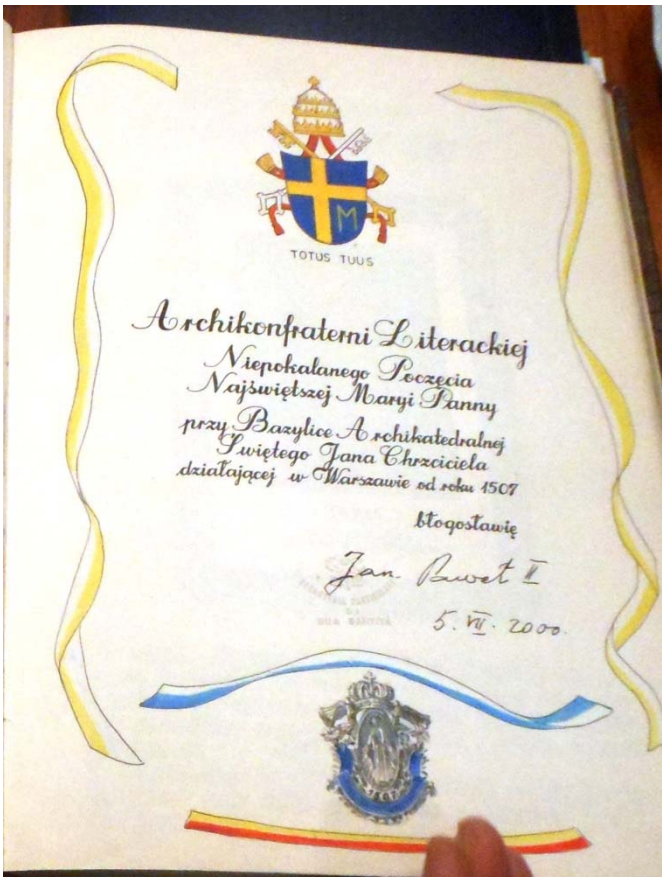 TOTUS TUUS
Archikonfraterni Literackiej
Niepokalanego Poczęcia
Najświętszej Maryi Panny
przy Bazylice Archikatedralnej
Świętego Jana Chrzciciela
działającej w Warszawie od roku 1507
błogosławię
Jan Paweł II
5. VII. 2000.